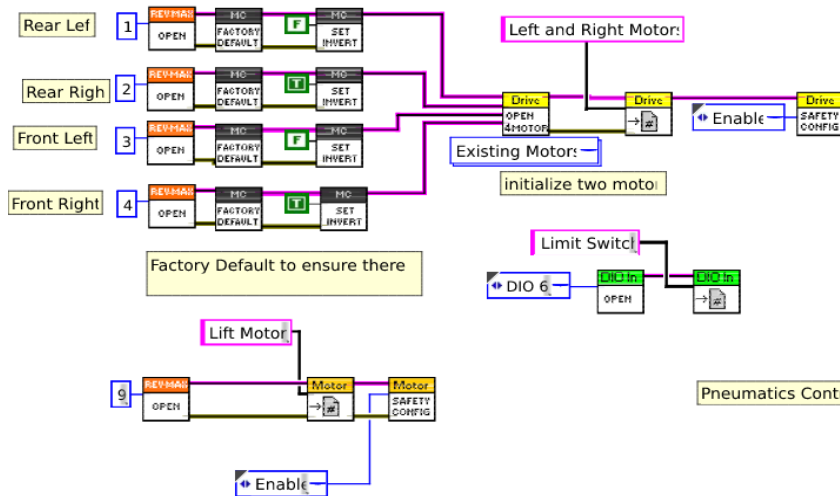 Rear Lef
1
REV-MAX
OPEN
MC
FACTORY
DEFAULT
F
MC
SET
INVERT
Left and Right Motors
Rear Righ
2
REV-MAX
OPEN
MC
FACTORY
DEFAULT
T
MC
SET
INVERT
Drive
OPEN
4MOTOR
Drive
#
Enable
Drive
SAFETY
CONFIG
Front Left
3
REV-MAX
OPEN
MC
FACTORY
DEFAULT
F
MC
SET
INVERT
Existing Motors
initialize two moto
Front Right
4
REV-MAX
OPEN
MC
FACTORY
DEFAULT
T
MC
SET
INVERT
Factory Default to ensure there
Limit Switch
DIO 6
DIO In
OPEN
DIO In
#
Lift Motor
9
REV-MAX
OPEN
Motor
#
Motor
SAFETY
CONFIG
Pneumatics Cont
Enable